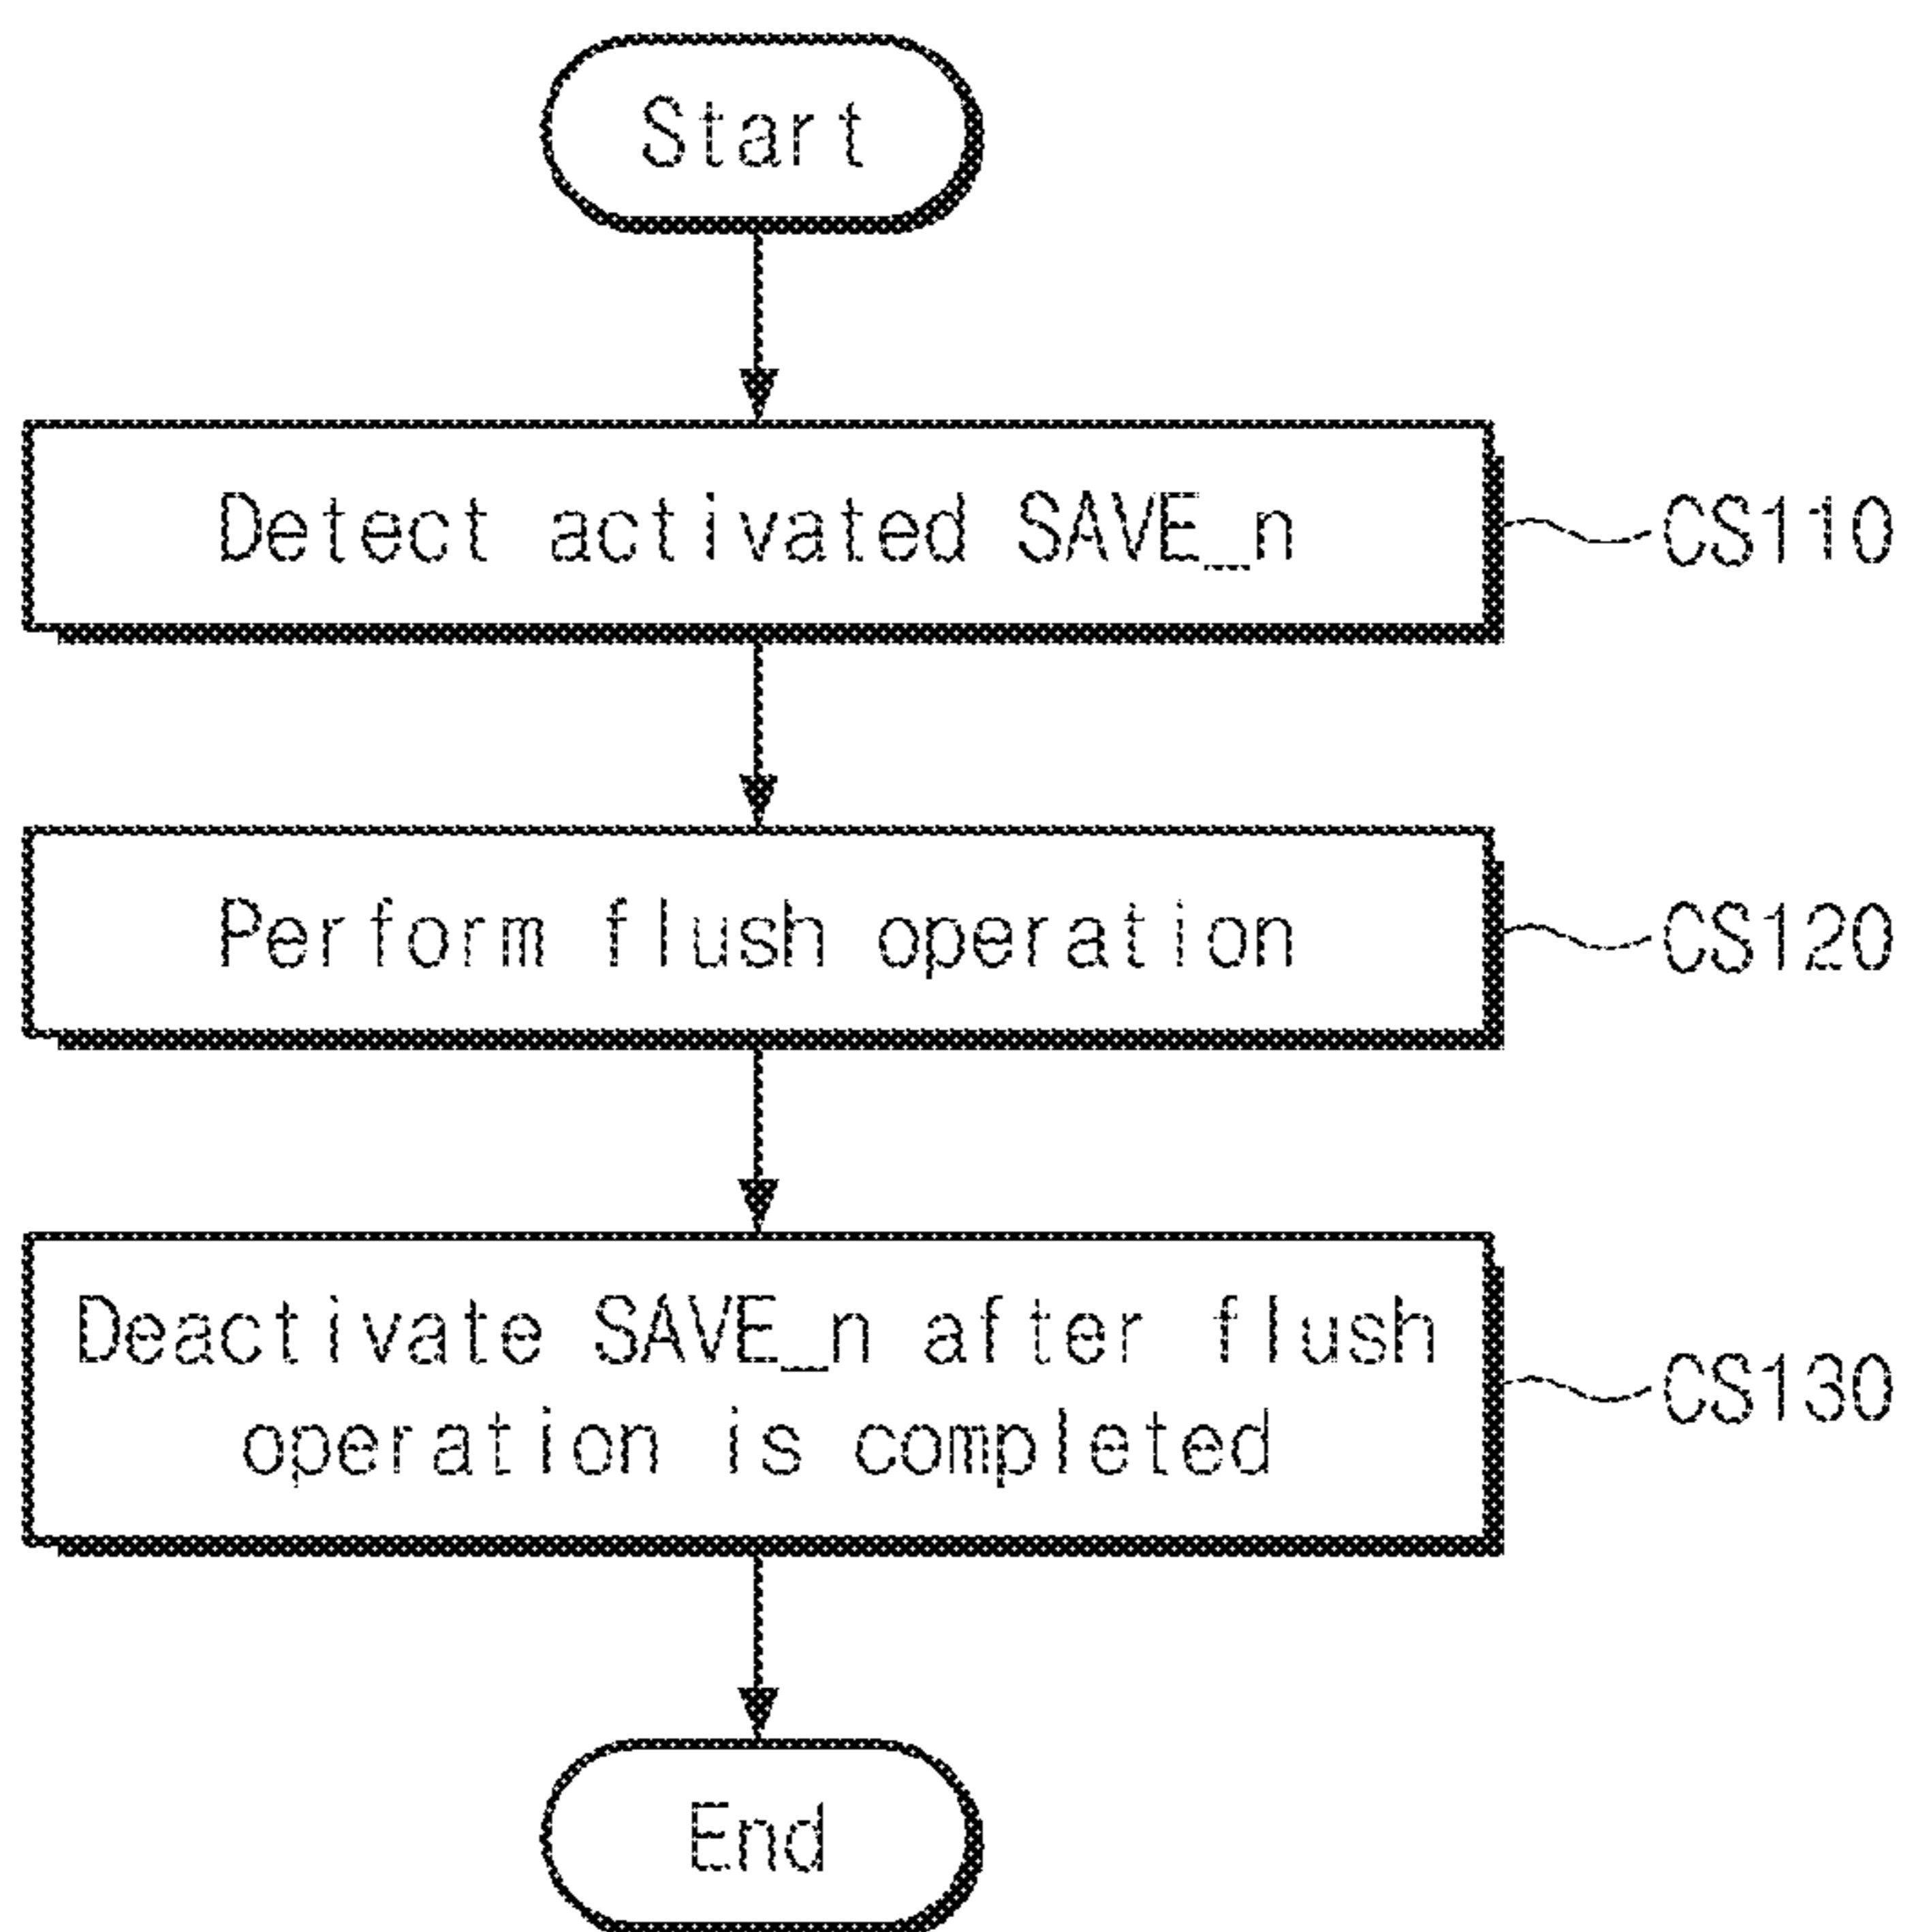 Start
Detect activated SAVE_n
CS110
Perform flush operation
CS120
Deactivate SAVE_n after flush
operation is completed
CS130
End